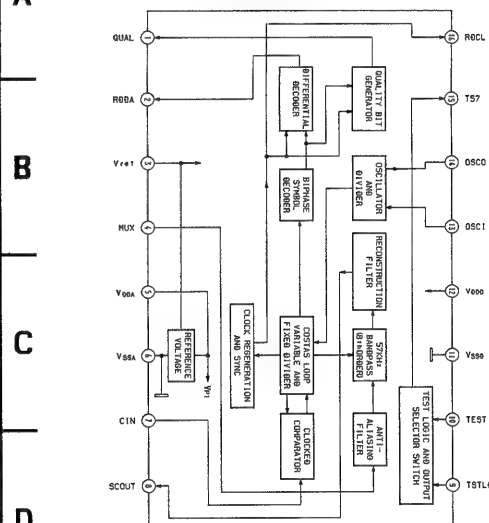 A
B
C
D
QUAL 1
RDDA 2
Vref 3
MUX 4
VDDA 5
VSSA 6
CIN 7
SCOUT 8
16 RDCL
15 T57
14 OSCO
13 OSCI
12 VDDD
11 VSSD
10 TEST
9
DIFFERENTIAL
DECODER
QUALITY BIT
GENERATOR
BIPHASE
SYMBOL
DECODER
OSCILLATOR
AND
DIVIDER
RECONSTRUCTION
FILTER
CLOCK REGENERATION
AND SYNC
COSTAS LOOP
VARIABLE AND
FIXED DIVIDER
57KHz
BANDPASS
(8thORDER)
REFERENCE
VOLTAGE
VP1
CLOCKED
COMPARATOR
ANTI-
ALIASING
FILTER
TEST LOGIC AND OUTPUT
SELECTOR SWITCH